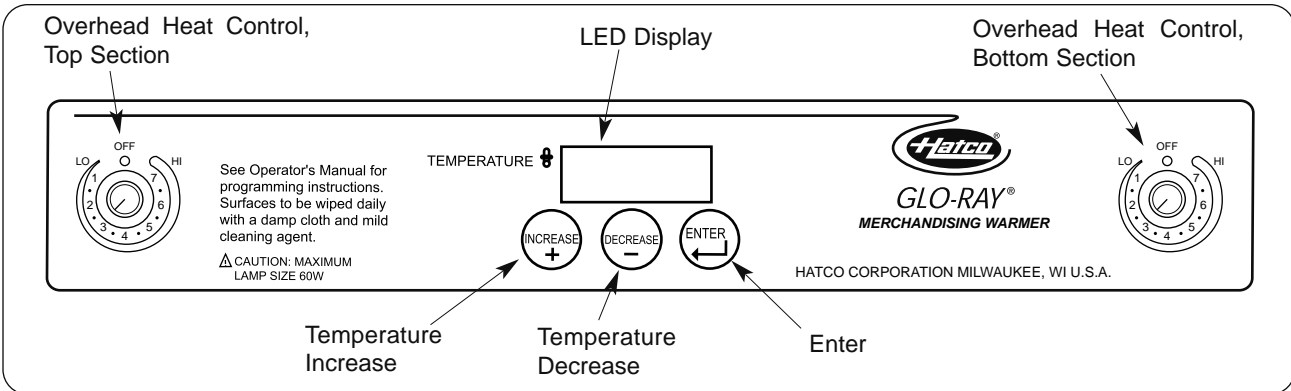 Overhead Heat Control,
Top Section
LED Display
Overhead Heat Control,
Bottom Section
OFF
LO
HI
1
2
3
4
5
6
7
See Operator's Manual for
programming instructions.
Surfaces to be wiped daily
with a damp cloth and mild
cleaning agent.
⚠ CAUTION: MAXIMUM
LAMP SIZE 60W
TEMPERATURE
INCREASE
+
DECREASE
−
ENTER
Hatco®
GLO-RAY®
MERCHANDISING WARMER
HATCO CORPORATION MILWAUKEE, WI U.S.A.
OFF
LO
HI
1
2
3
4
5
6
7
Temperature
Increase
Temperature
Decrease
Enter